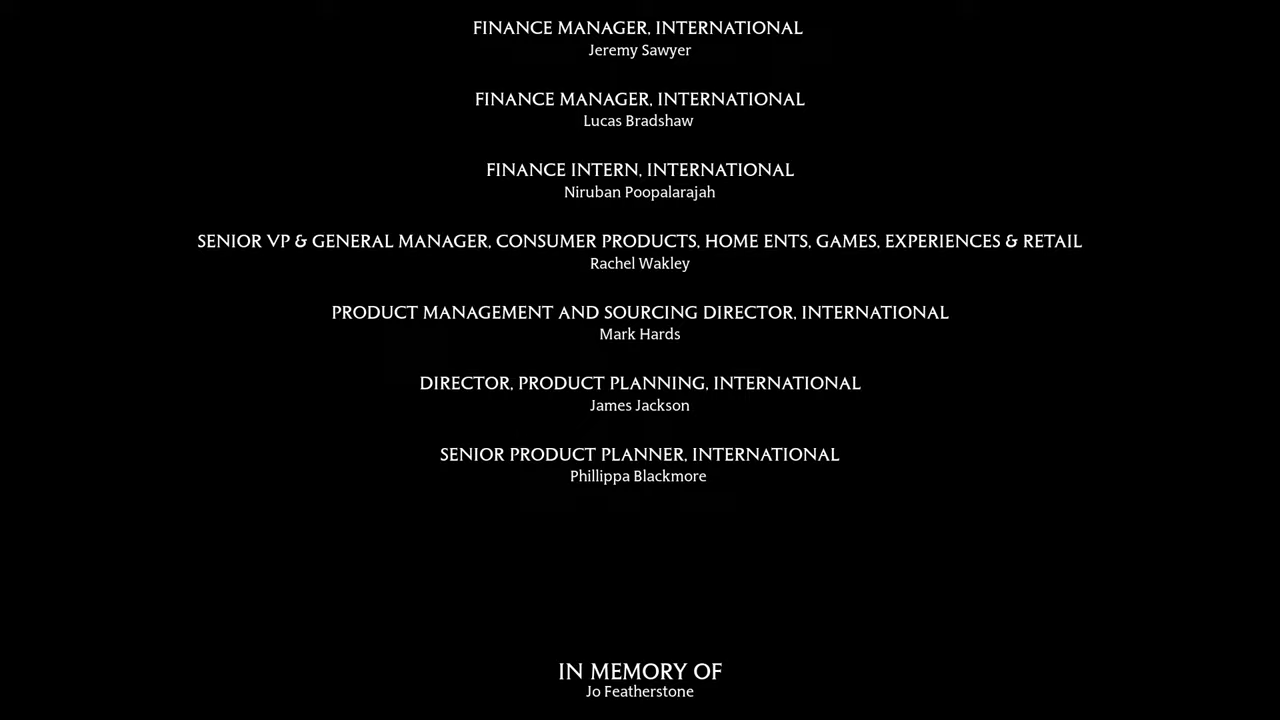 FINANCE MANAGER, INTERNATIONAL
Jeremy Sawyer
FINANCE MANAGER, INTERNATIONAL
Lucas Bradshaw
FINANCE INTERN, INTERNATIONAL
Niruban Poopalarajah
SENIOR VP & GENERAL MANAGER, CONSUMER PRODUCTS, HOME ENTS, GAMES, EXPERIENCES & RETAIL
Rachel Wakley
PRODUCT MANAGEMENT AND SOURCING DIRECTOR, INTERNATIONAL
Mark Hards
DIRECTOR, PRODUCT PLANNING, INTERNATIONAL
James Jackson
SENIOR PRODUCT PLANNER, INTERNATIONAL
Phillippa Blackmore
IN MEMORY OF
Jo Featherstone